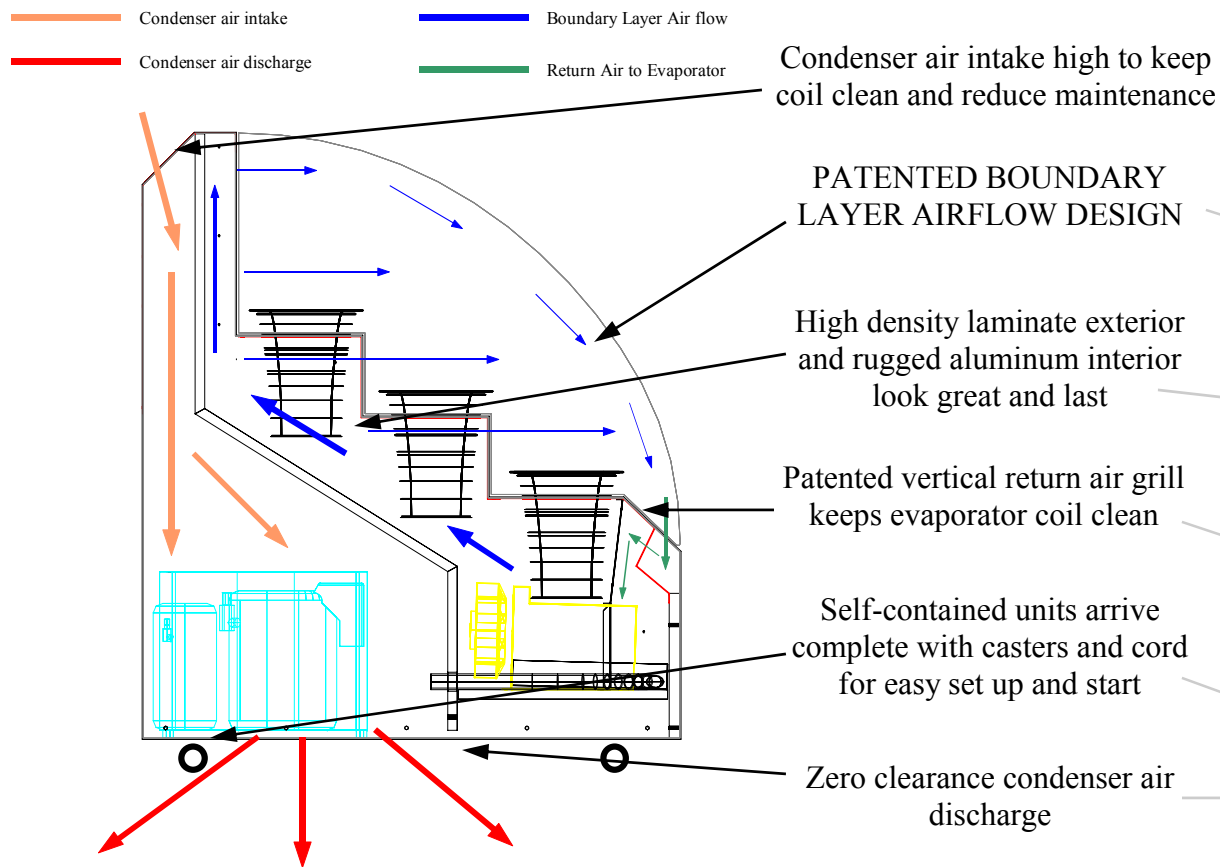 Condenser air intake
Condenser air discharge
Boundary Layer Air flow
Return Air to Evaporator
Condenser air intake high to keep
coil clean and reduce maintenance
PATENTED BOUNDARY
LAYER AIRFLOW DESIGN
High density laminate exterior
and rugged aluminum interior
look great and last
Patented vertical return air grill
keeps evaporator coil clean
Self-contained units arrive
complete with casters and cord
for easy set up and start
Zero clearance condenser air
discharge